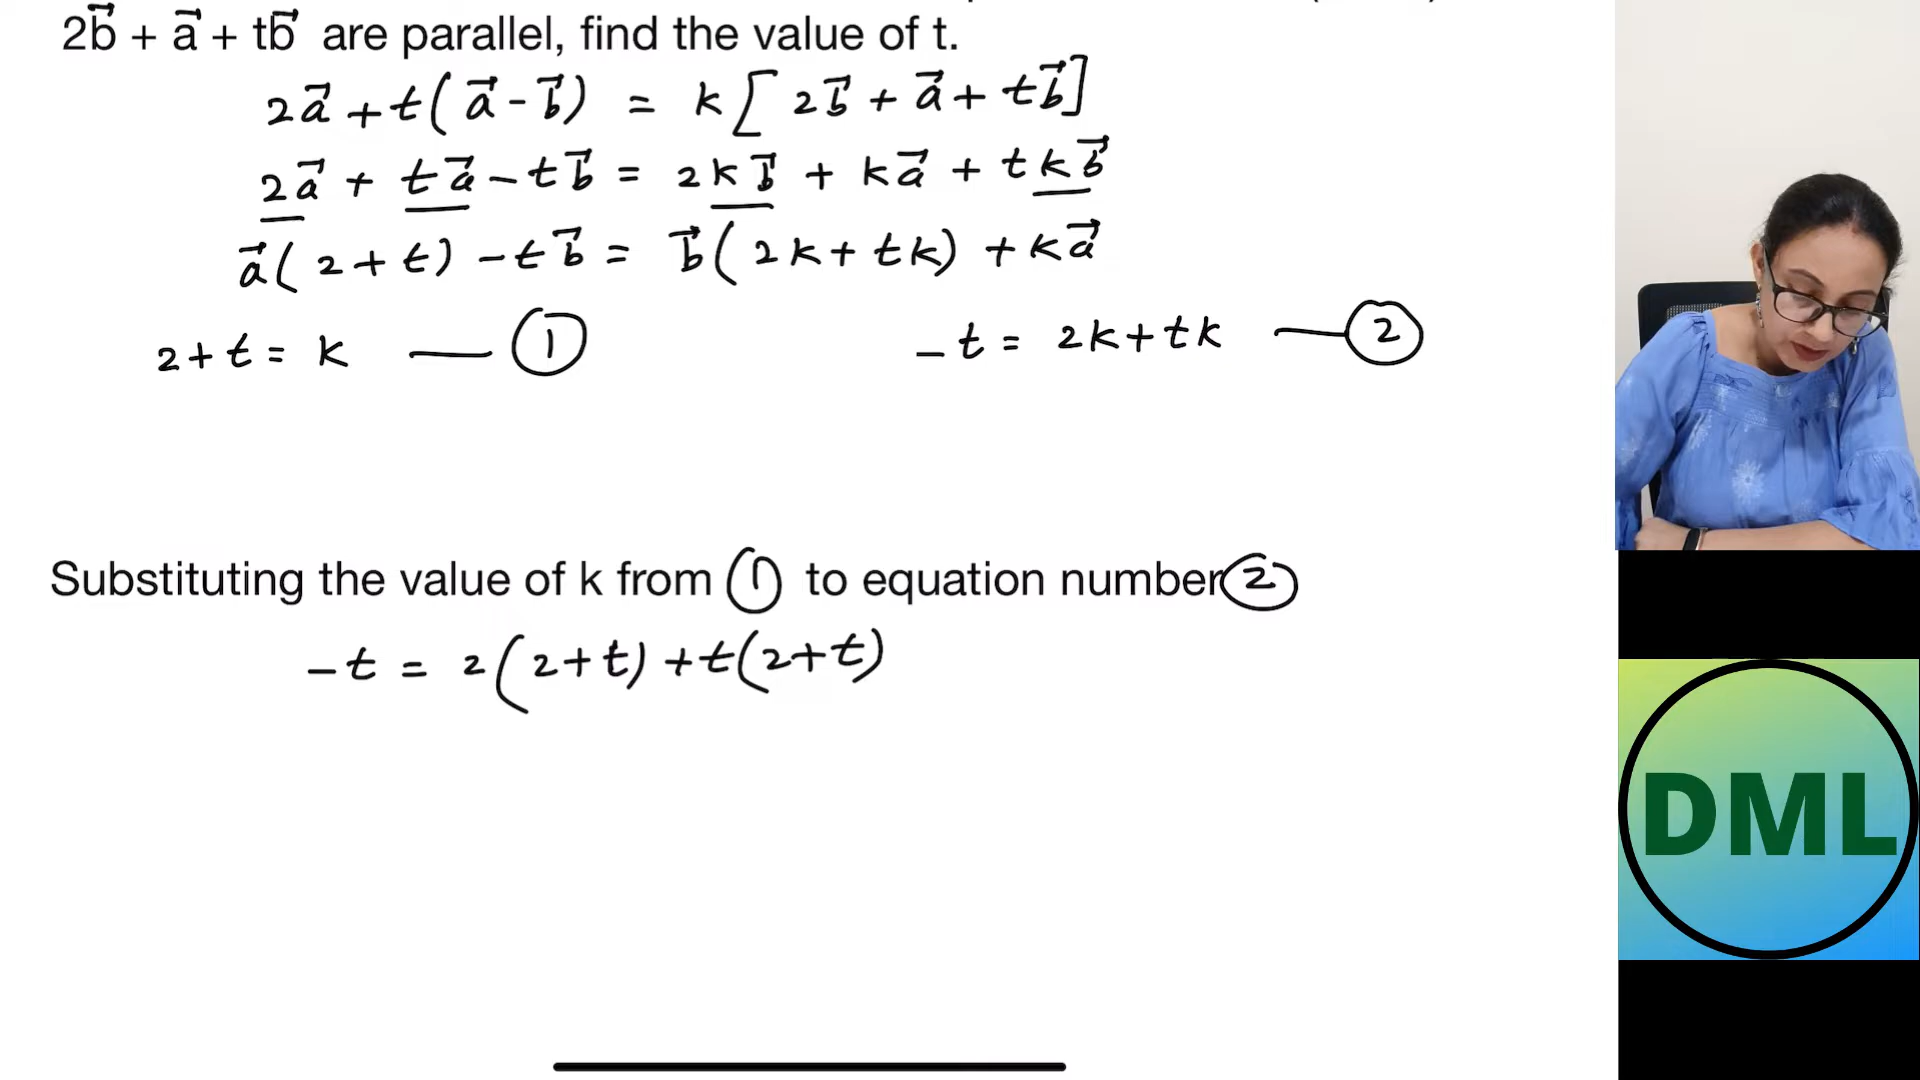 2b⃗ + a⃗ + tb⃗ are parallel, find the value of t.
2a⃗ + t(a⃗ - b⃗) = k[2b⃗ + a⃗ + tb⃗]
2a⃗ + ta⃗ - tb⃗ = 2kb⃗ + ka⃗ + tkb⃗
a⃗(2+t) - tb⃗ = b⃗(2k+tk) + ka⃗
2+t = k — ① -t = 2k+tk — ②
Substituting the value of k from ① to equation number ②
-t = 2(2+t) + t(2+t)
DML